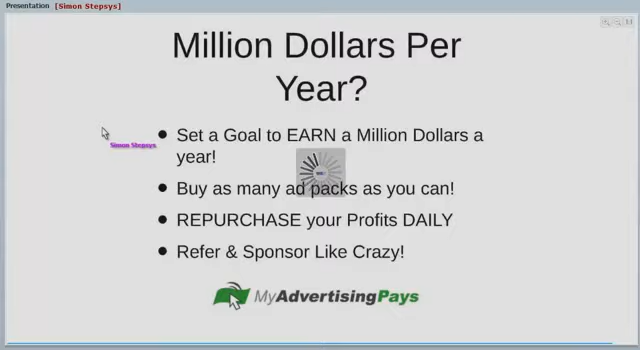 Presentation [Simon Stepsys]
Million Dollars Per
Year?
Simon Stepsys
• Set a Goal to EARN a Million Dollars a
year!
• Buy as many ad packs as you can!
• REPURCHASE your Profits DAILY
• Refer & Sponsor Like Crazy!
MyAdvertisingPays